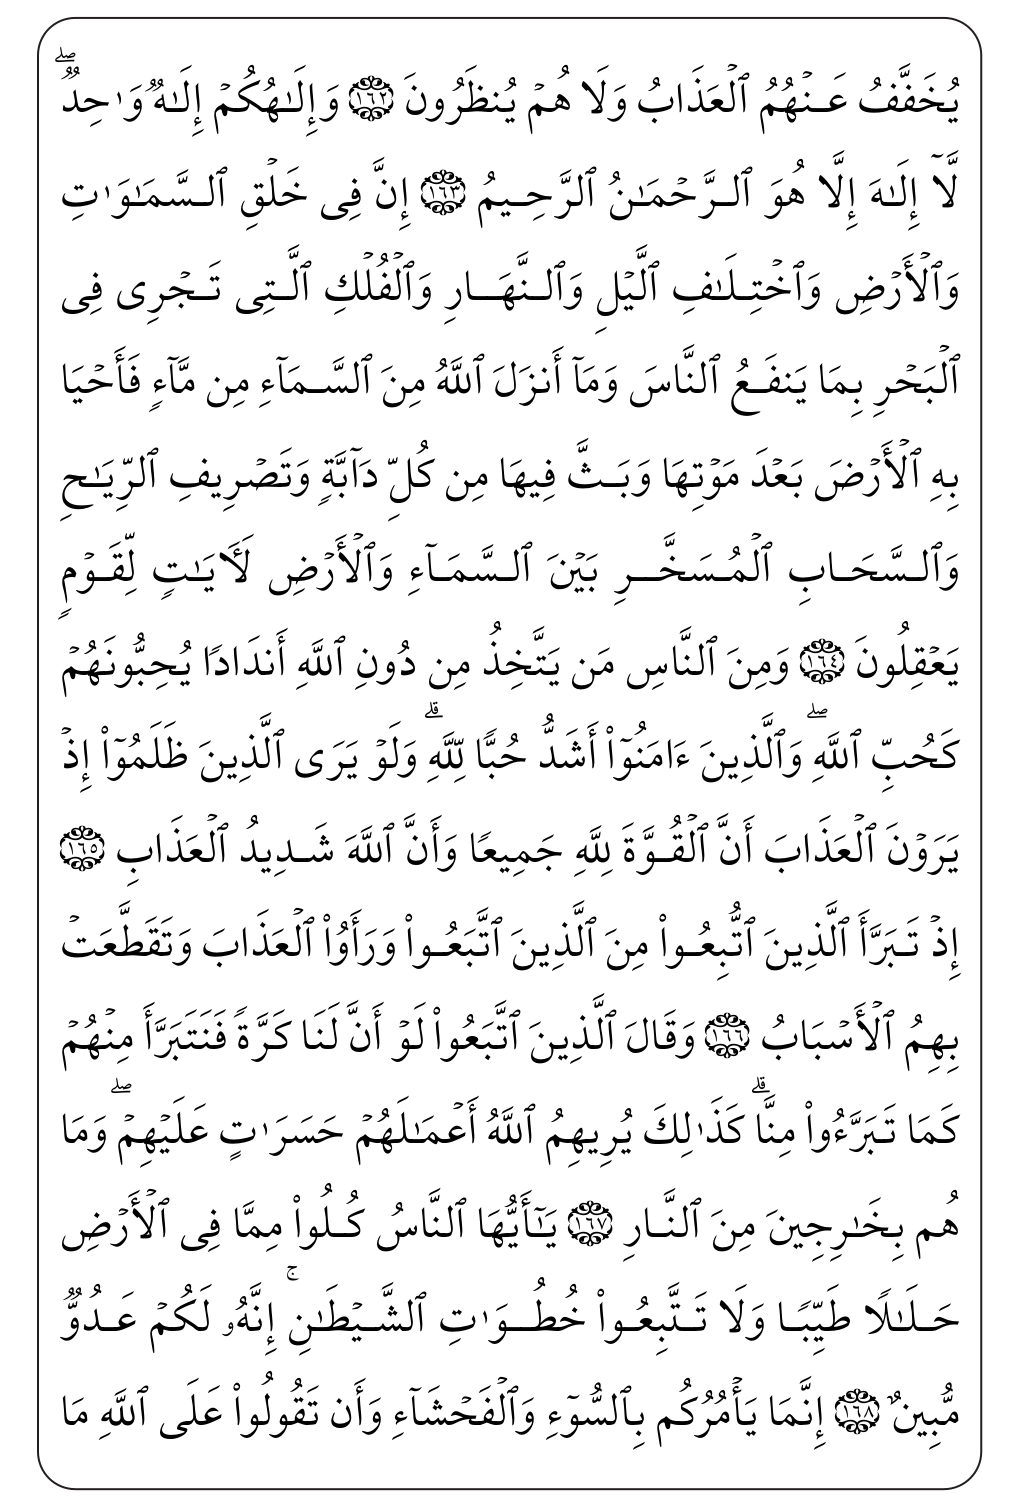 يُخَفَّفُ عَنْهُمُ ٱلْعَذَابُ وَلَا هُمْ يُنظَرُونَ ١٦٢ وَإِلَـٰهُكُمْ إِلَـٰهٌ وَٰحِدٌ ۖ
لَّآ إِلَـٰهَ إِلَّا هُوَ ٱلرَّحْمَـٰنُ ٱلرَّحِيمُ ١٦٣ إِنَّ فِى خَلْقِ ٱلسَّمَـٰوَٰتِ
وَٱلْأَرْضِ وَٱخْتِلَـٰفِ ٱلَّيْلِ وَٱلنَّهَارِ وَٱلْفُلْكِ ٱلَّتِى تَجْرِى فِى
ٱلْبَحْرِ بِمَا يَنفَعُ ٱلنَّاسَ وَمَآ أَنزَلَ ٱللَّهُ مِنَ ٱلسَّمَآءِ مِن مَّآءٍ فَأَحْيَا
بِهِ ٱلْأَرْضَ بَعْدَ مَوْتِهَا وَبَثَّ فِيهَا مِن كُلِّ دَآبَّةٍ وَتَصْرِيفِ ٱلرِّيَـٰحِ
وَٱلسَّحَابِ ٱلْمُسَخَّرِ بَيْنَ ٱلسَّمَآءِ وَٱلْأَرْضِ لَـَٔايَـٰتٍ لِّقَوْمٍ
يَعْقِلُونَ ١٦٤ وَمِنَ ٱلنَّاسِ مَن يَتَّخِذُ مِن دُونِ ٱللَّهِ أَندَادًا يُحِبُّونَهُمْ
كَحُبِّ ٱللَّهِ ۖ وَٱلَّذِينَ ءَامَنُوٓا۟ أَشَدُّ حُبًّا لِّلَّهِ ۗ وَلَوْ يَرَى ٱلَّذِينَ ظَلَمُوٓا۟ إِذْ
يَرَوْنَ ٱلْعَذَابَ أَنَّ ٱلْقُوَّةَ لِلَّهِ جَمِيعًا وَأَنَّ ٱللَّهَ شَدِيدُ ٱلْعَذَابِ ١٦٥
إِذْ تَبَرَّأَ ٱلَّذِينَ ٱتُّبِعُوا۟ مِنَ ٱلَّذِينَ ٱتَّبَعُوا۟ وَرَأَوُا۟ ٱلْعَذَابَ وَتَقَطَّعَتْ
بِهِمُ ٱلْأَسْبَابُ ١٦٦ وَقَالَ ٱلَّذِينَ ٱتَّبَعُوا۟ لَوْ أَنَّ لَنَا كَرَّةً فَنَتَبَرَّأَ مِنْهُمْ
كَمَا تَبَرَّءُوا۟ مِنَّا ۗ كَذَٰلِكَ يُرِيهِمُ ٱللَّهُ أَعْمَـٰلَهُمْ حَسَرَٰتٍ عَلَيْهِمْ ۖ وَمَا
هُم بِخَـٰرِجِينَ مِنَ ٱلنَّارِ ١٦٧ يَـٰٓأَيُّهَا ٱلنَّاسُ كُلُوا۟ مِمَّا فِى ٱلْأَرْضِ
حَلَـٰلًا طَيِّبًا وَلَا تَتَّبِعُوا۟ خُطُوَٰتِ ٱلشَّيْطَـٰنِ ۚ إِنَّهُۥ لَكُمْ عَدُوٌّ
مُّبِينٌ ١٦٨ إِنَّمَا يَأْمُرُكُم بِٱلسُّوٓءِ وَٱلْفَحْشَآءِ وَأَن تَقُولُوا۟ عَلَى ٱللَّهِ مَا